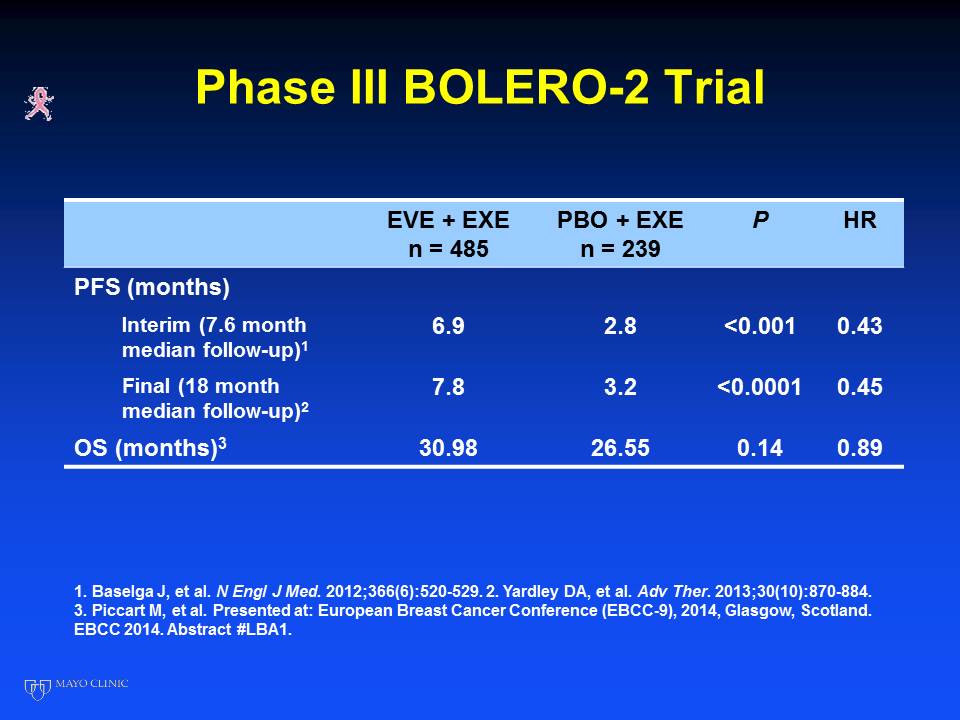 Phase III BOLERO-2 Trial
EVE + EXE PBO + EXE P HR
n = 485 n = 239
PFS (months)
Interim (7.6 month
median follow-up)¹ 6.9 2.8 <0.001 0.43
Final (18 month
median follow-up)² 7.8 3.2 <0.0001 0.45
OS (months)³ 30.98 26.55 0.14 0.89
1. Baselga J, et al. N Engl J Med. 2012;366(6):520-529. 2. Yardley DA, et al. Adv Ther. 2013;30(10):870-884.
3. Piccart M, et al. Presented at: European Breast Cancer Conference (EBCC-9), 2014, Glasgow, Scotland.
EBCC 2014. Abstract #LBA1.
MAYO CLINIC